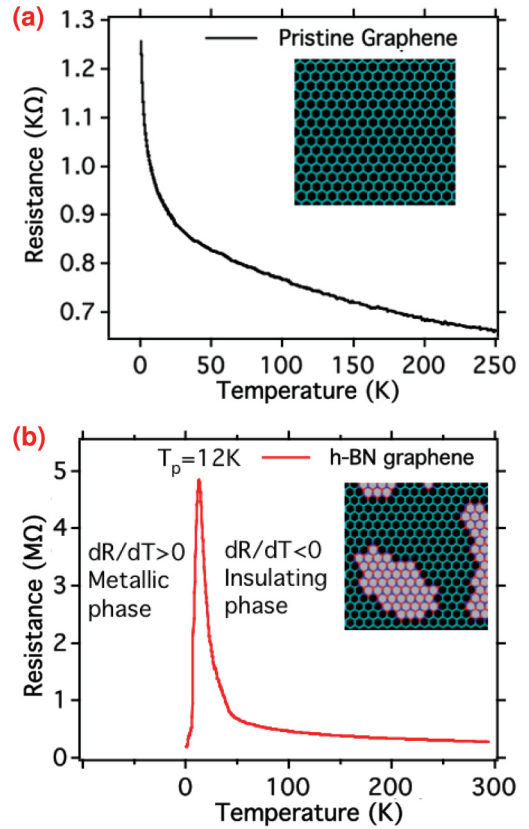 (a)
1.3
1.2
1.1
1.0
0.9
0.8
0.7
Resistance (KΩ)
Pristine Graphene
0
50
100
150
200
250
Temperature (K)
(b)
5
4
3
2
1
0
Resistance (MΩ)
Tp=12K
h-BN graphene
dR/dT>0
Metallic
phase
dR/dT<0
Insulating
phase
0
100
200
300
Temperature (K)